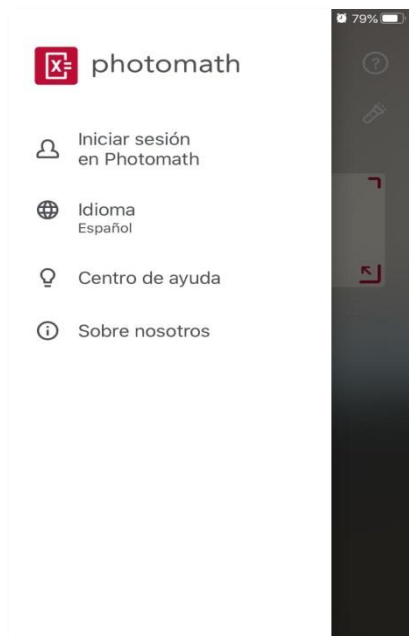 79%
photomath
Iniciar sesión
en Photomath
Idioma
Español
Centro de ayuda
Sobre nosotros